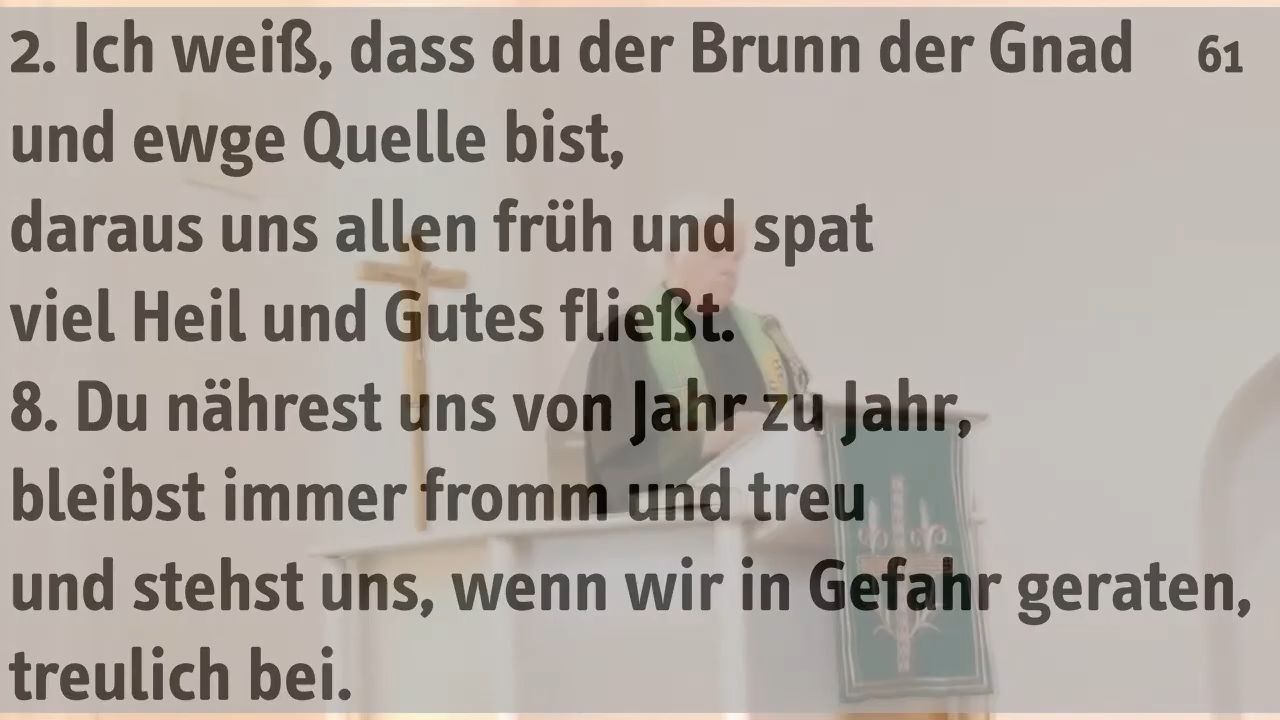 2. Ich weiß, dass du der Brunn der Gnad 61
und ewge Quelle bist,
daraus uns allen früh und spat
viel Heil und Gutes fließt.
8. Du nährest uns von Jahr zu Jahr,
bleibst immer fromm und treu
und stehst uns, wenn wir in Gefahr geraten,
treulich bei.